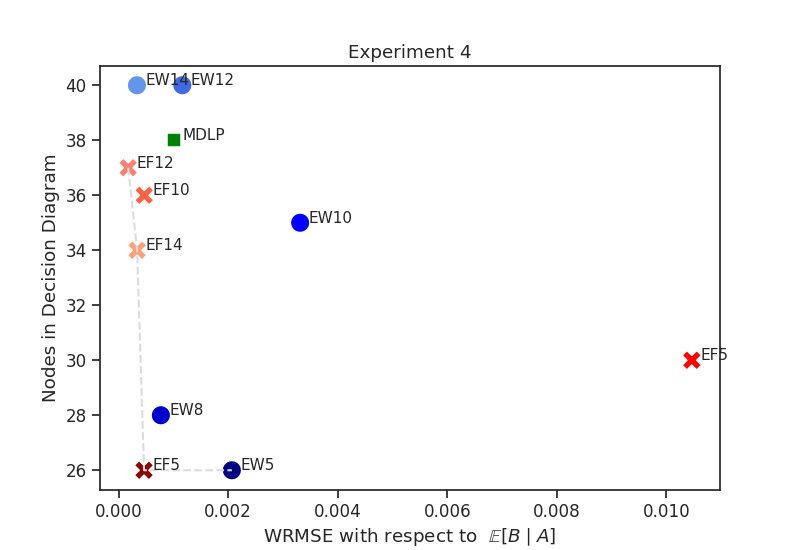 Experiment 4
Nodes in Decision Diagram
40
38
36
34
32
30
28
26
EW14
EW12
MDLP
EF12
EF10
EW10
EF14
EF5
EW8
EF5
EW5
0.000
0.002
0.004
0.006
0.008
0.010
WRMSE with respect to 𝔼[B | A]